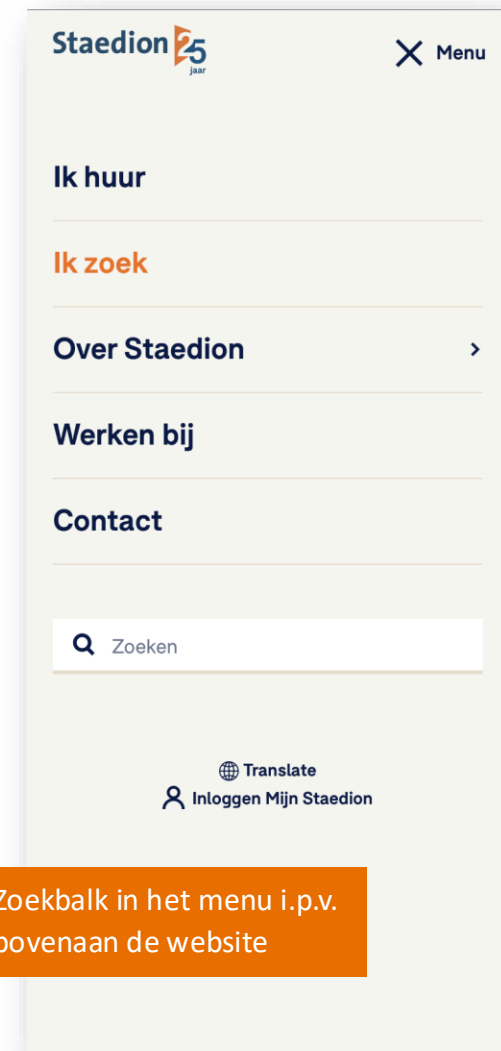 Staedion 25
jaar
Menu
Ik huur
Ik zoek
Over Staedion
Werken bij
Contact
Zoeken
Translate
Inloggen Mijn Staedion
Zoekbalk in het menu i.p.v.
bovenaan de website